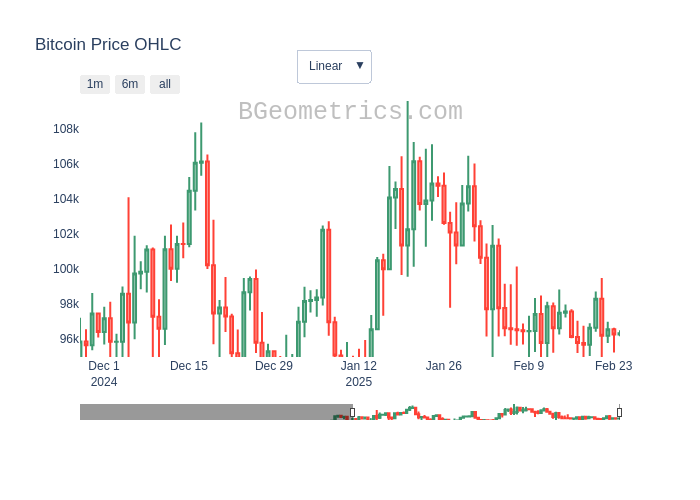 Bitcoin Price OHLC
Linear ▼
1m 6m all
BGeometrics.com
108k
106k
104k
102k
100k
98k
96k
Dec 1 Dec 15 Dec 29 Jan 12 Jan 26 Feb 9 Feb 23
2024 2025